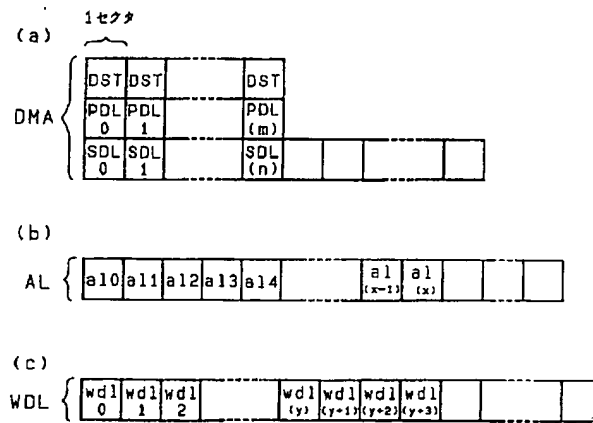 1セクタ
(a)
DMA
DST DST DST
PDL 0 PDL 1 PDL (m)
SDL 0 SDL 1 SDL (n)
(b)
AL
al0 al1 al2 al3 al4 al (x-1) al (x)
(c)
WDL
wdl 0 wdl 1 wdl 2 wdl (y) wdl (y+1) wdl (y+2) wdl (y+3)